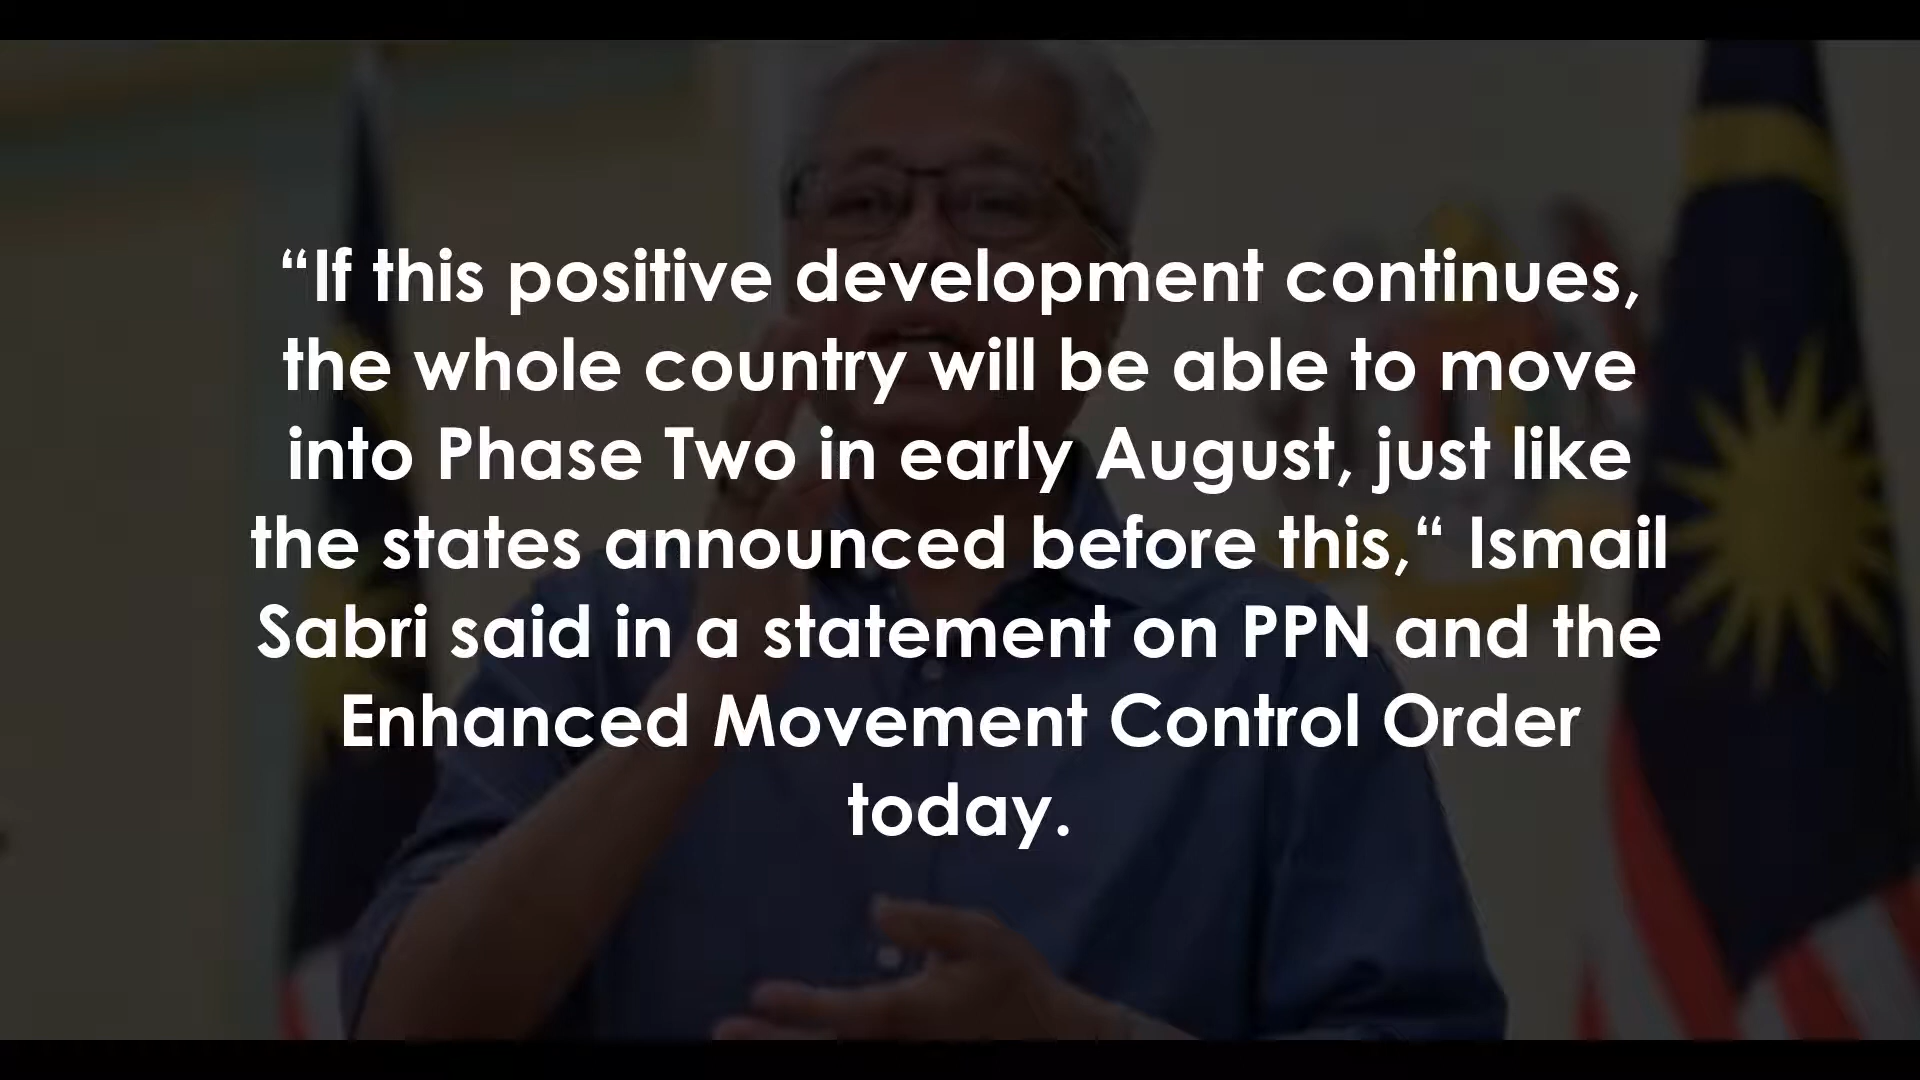 “If this positive development continues,
the whole country will be able to move
into Phase Two in early August, just like
the states announced before this,“ Ismail
Sabri said in a statement on PPN and the
Enhanced Movement Control Order
today.